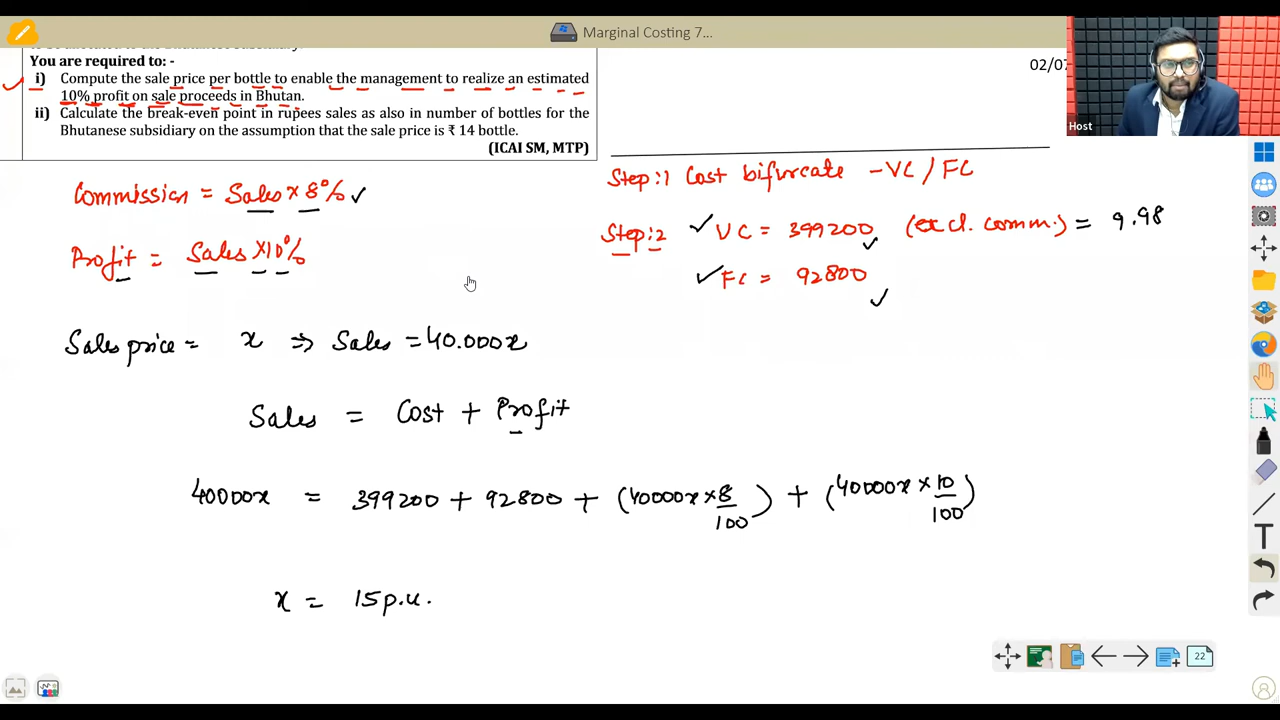 Marginal Costing 7...
You are required to: -
i) Compute the sale price per bottle to enable the management to realize an estimated
10% profit on sale proceeds in Bhutan.
ii) Calculate the break-even point in rupees sales as also in number of bottles for the
Bhutanese subsidiary on the assumption that the sale price is ₹ 14 bottle.
(ICAI SM, MTP)
02/07
Host
Step:1 Cost bifurcate - VC / FC
Commission = Sales × 8%
Step:2 VC = 399200 (excl. comm.) = 9.98
Profit = Sales × 10%
FC = 92800
Sales price = x ⇒ Sales = 40.000x
Sales = Cost + Profit
40000x = 399200 + 92800 + (40000x × 8/100) + (40000x × 10/100)
x = 15 p.u.
22